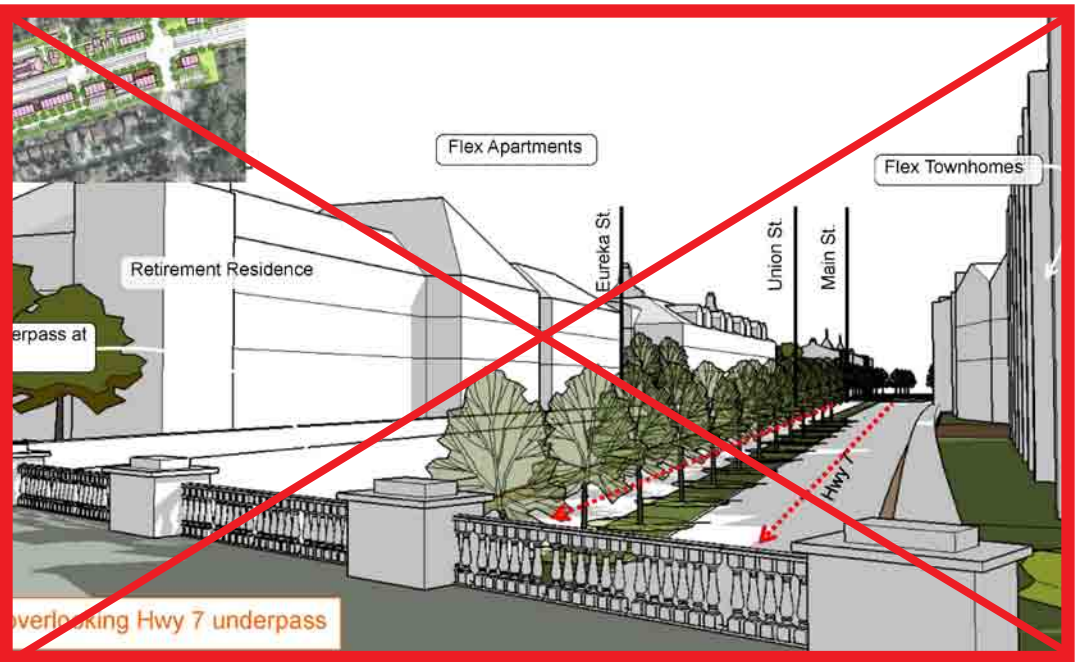 Flex Apartments
Flex Townhomes
Eureka St.
Union St.
Main St.
Retirement Residence
erpass at
Hwy 7
overlooking Hwy 7 underpass